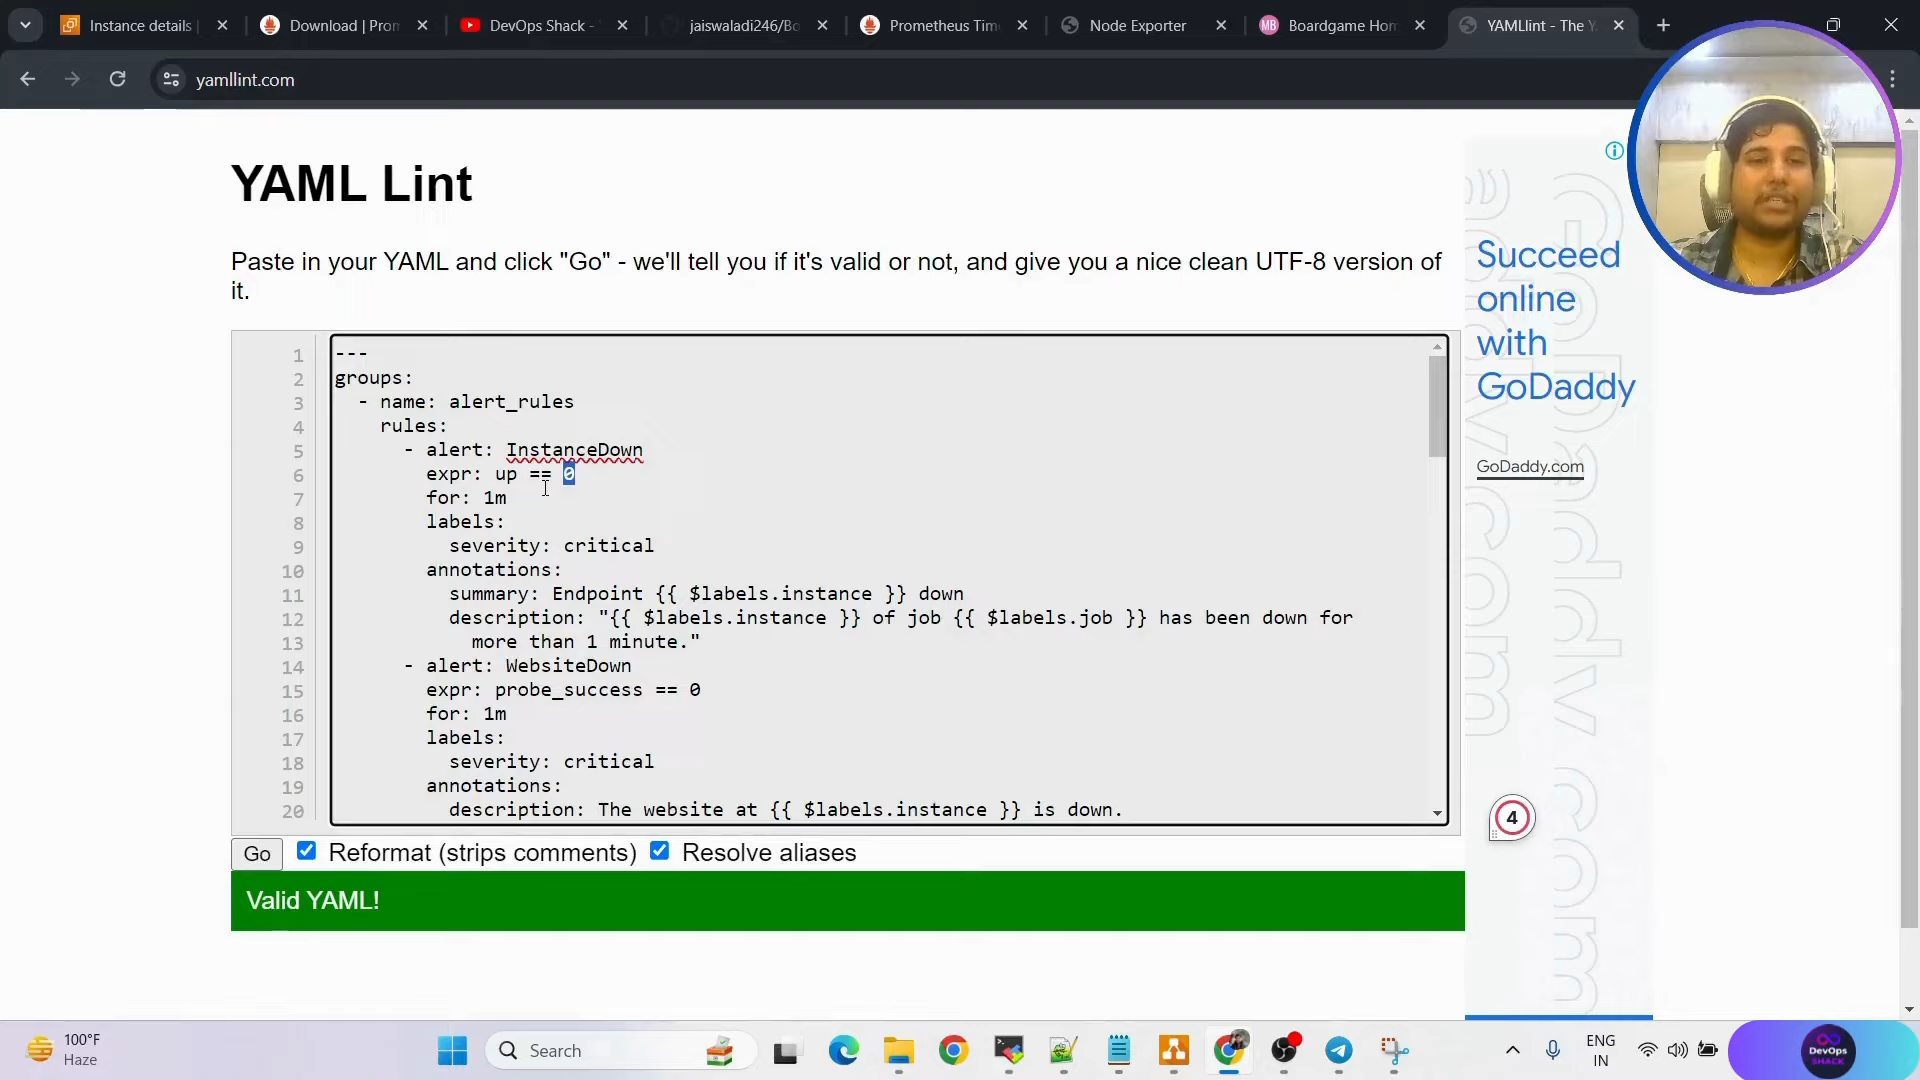 Instance details
Download | Pron
DevOps Shack -
jaiswaladi246/Bo
Prometheus Tim
Node Exporter
MB
Boardgame Hom
YAMLlint - The Y
yamllint.com
YAML Lint
Paste in your YAML and click "Go" - we'll tell you if it's valid or not, and give you a nice clean UTF-8 version of
it.
1 ---
2 groups:
3 - name: alert_rules
4 rules:
5 - alert: InstanceDown
6 expr: up == 0
7 for: 1m
8 labels:
9 severity: critical
10 annotations:
11 summary: Endpoint {{ $labels.instance }} down
12 description: "{{ $labels.instance }} of job {{ $labels.job }} has been down for
13 more than 1 minute."
14 - alert: WebsiteDown
15 expr: probe_success == 0
16 for: 1m
17 labels:
18 severity: critical
19 annotations:
20 description: The website at {{ $labels.instance }} is down.
Go
Reformat (strips comments)
Resolve aliases
Valid YAML!
Succeed
online
with
GoDaddy
GoDaddy.com
4
100°F
Haze
Search
ENG
IN
DevOps
SHACK